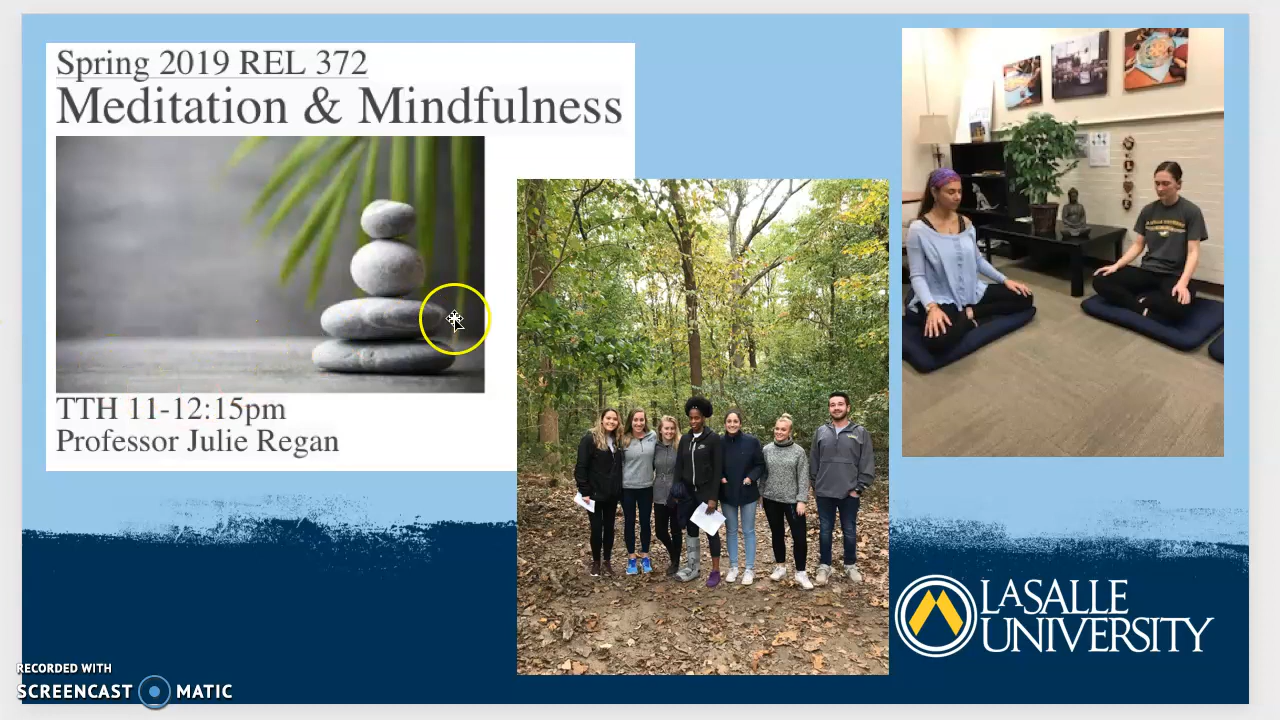 Spring 2019 REL 372
Meditation & Mindfulness
TTH 11-12:15pm
Professor Julie Regan
LASALLE
UNIVERSITY
RECORDED WITH
SCREENCAST MATIC